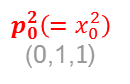 p₀²(= x₀²)
(0,1,1)